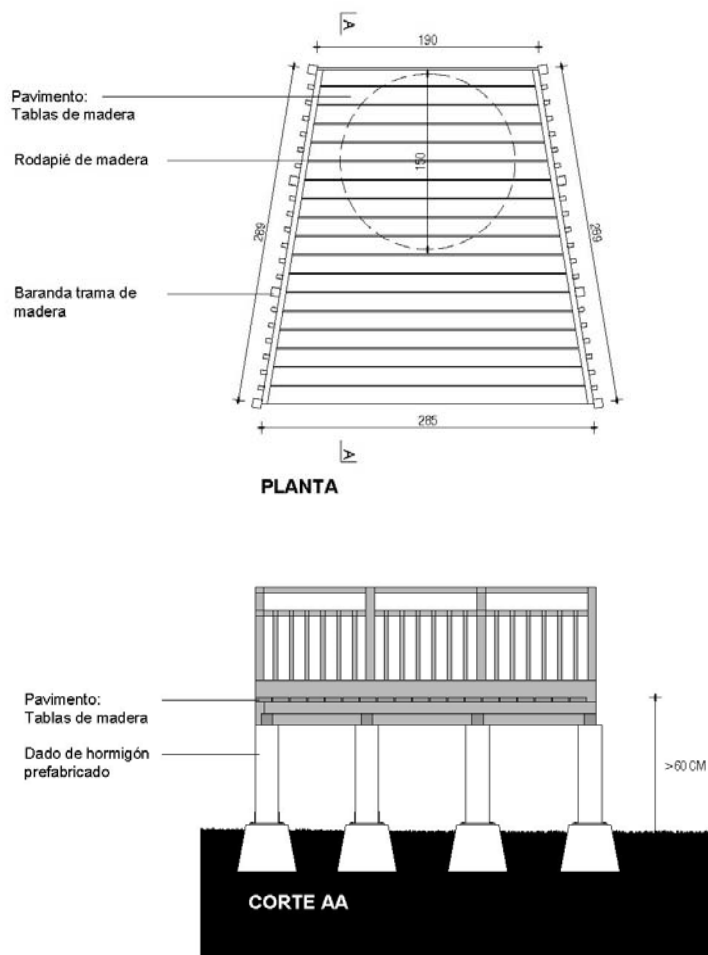 A
190
Pavimento:
Tablas de madera
Rodapié de madera
150
289
289
Baranda trama de
madera
285
A
PLANTA
Pavimento:
Tablas de madera
Dado de hormigón
prefabricado
>60 CM
CORTE AA